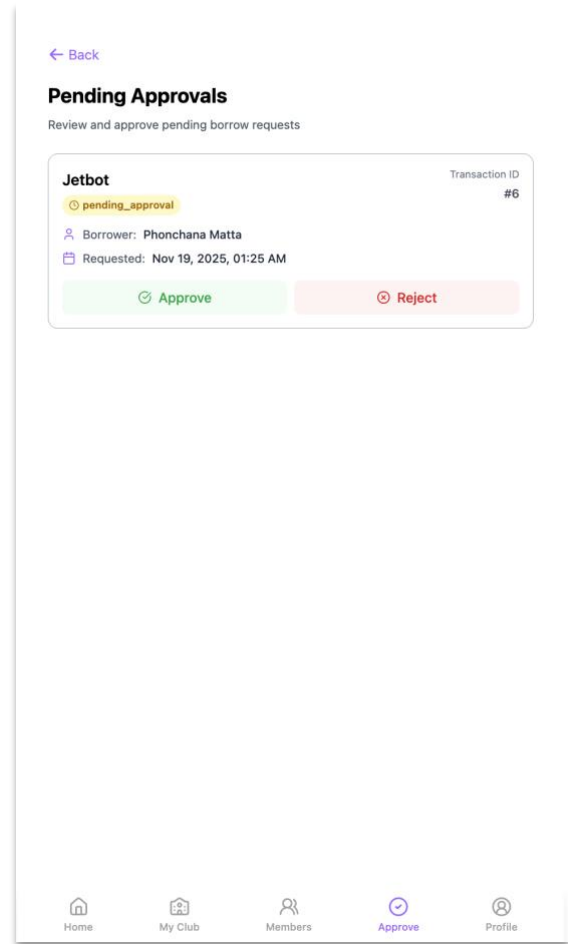 Back
Pending Approvals
Review and approve pending borrow requests
Jetbot
Transaction ID
#6
pending_approval
Borrower: Phonchana Matta
Requested: Nov 19, 2025, 01:25 AM
Approve
Reject
Home
My Club
Members
Approve
Profile